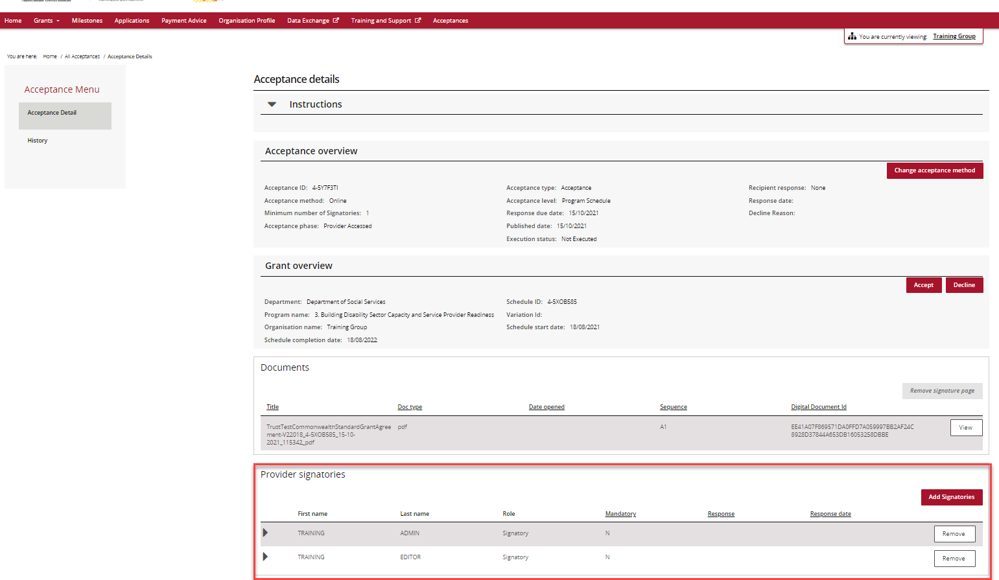 Australian Government
Home Grants Milestones Applications Payment Advice Organisation Profile Data Exchange Training and Support Acceptances
You are currently viewing: Training Group
You are here: Home / All Acceptances / Acceptance Details
Acceptance Menu
Acceptance Detail
History
Acceptance details
Instructions
Acceptance overview
Change acceptance method
Acceptance ID: 4-5Y7F3TI Acceptance type: Acceptance Recipient response: None
Acceptance method: Online Acceptance level: Program Schedule Response date:
Minimum number of Signatories: 1 Response due date: 15/10/2021 Decline Reason:
Acceptance phase: Provider Accessed Published date: 15/10/2021
Execution status: Not Executed
Grant overview
Accept Decline
Department: Department of Social Services Schedule ID: 4-5XOB585
Program name: 3. Building Disability Sector Capacity and Service Provider Readiness Variation Id:
Organisation name: Training Group Schedule start date: 18/08/2021
Schedule completion date: 18/08/2022
Documents
Remove signature page
Title Doc type Date opened Sequence Digital Document Id
TrustTestCommonwealthStandardGrantAgree pdf A1 EE41A07F869571DA0FFD7A059997BB2AF24C View
ment-V22018_4-5XOB585_15-10- 8928D37844A653DB16053258DBBE
2021_115342_pdf
Provider signatories
Add Signatories
First name Last name Role Mandatory Response Response date
TRAINING ADMIN Signatory N Remove
TRAINING EDITOR Signatory N Remove